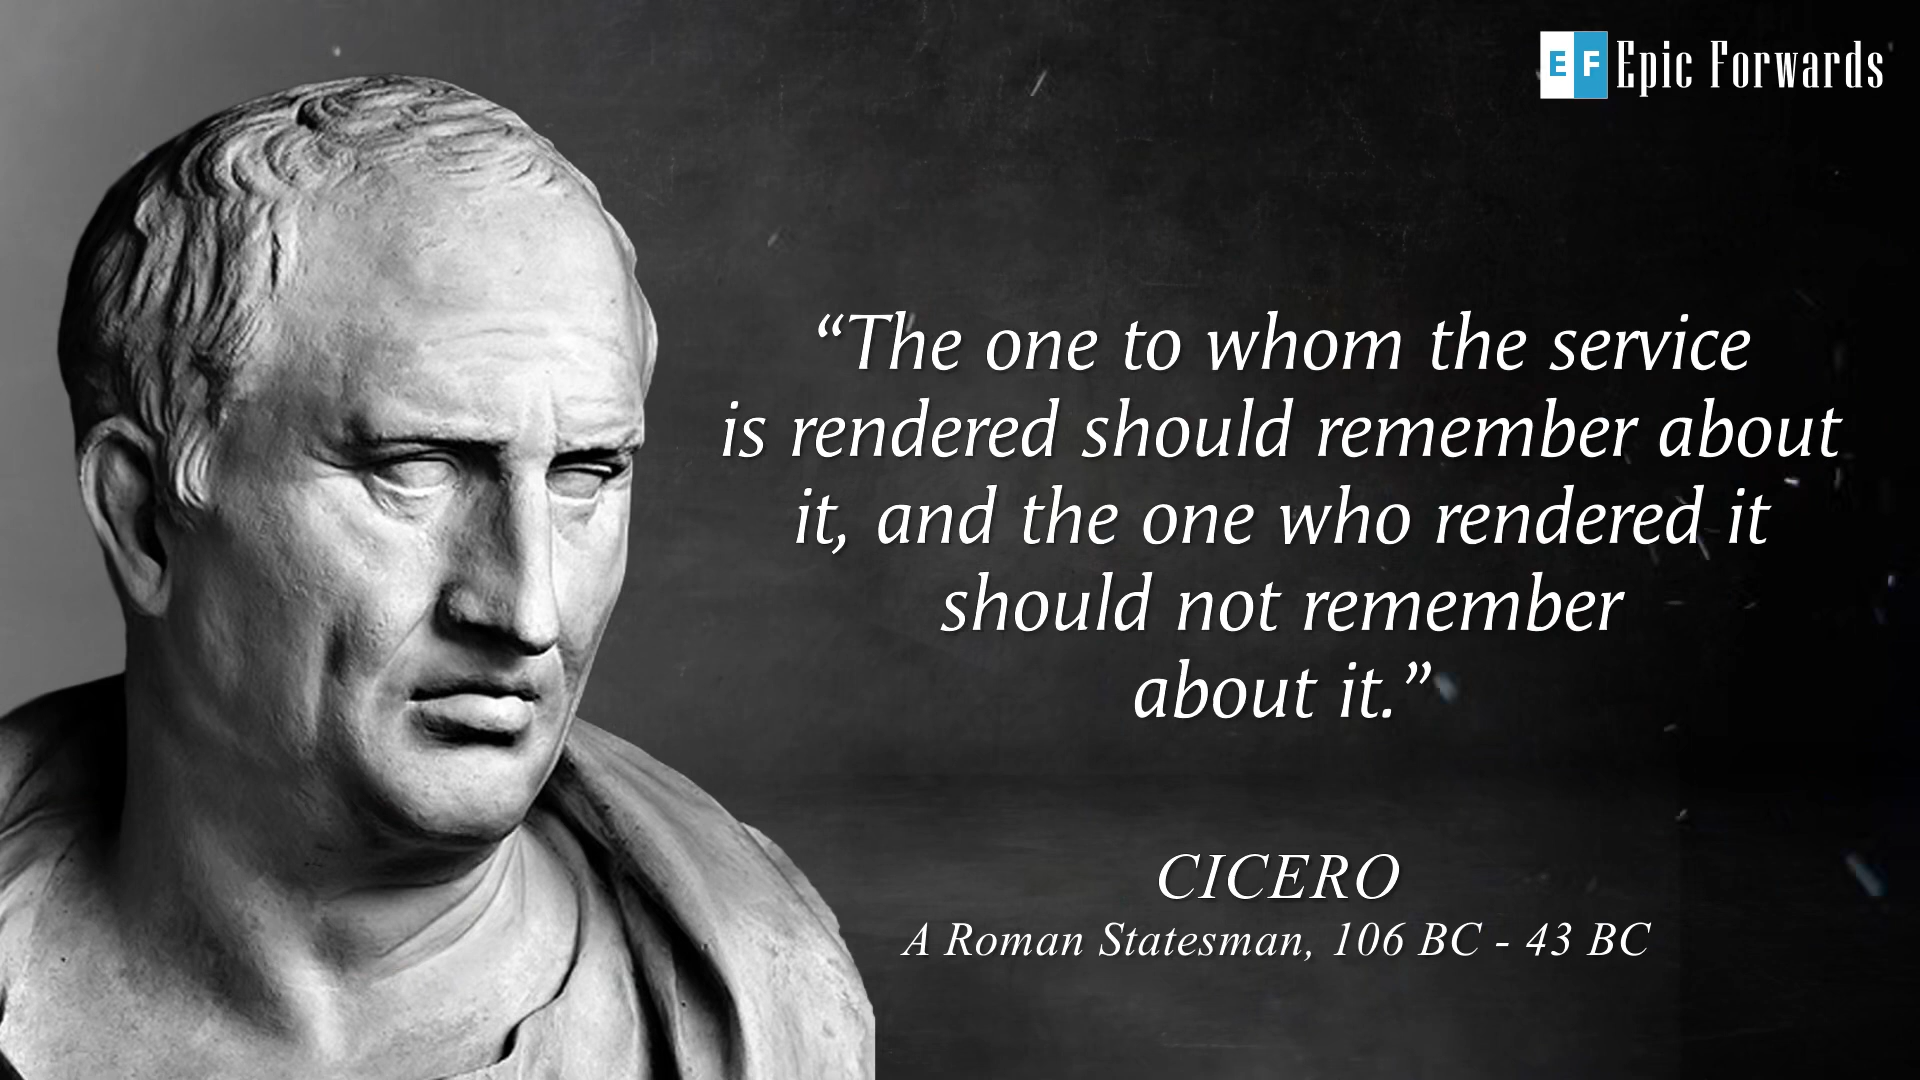 EF Epic Forwards
“The one to whom the service
is rendered should remember about
it, and the one who rendered it
should not remember
about it.”
CICERO
A Roman Statesman, 106 BC - 43 BC